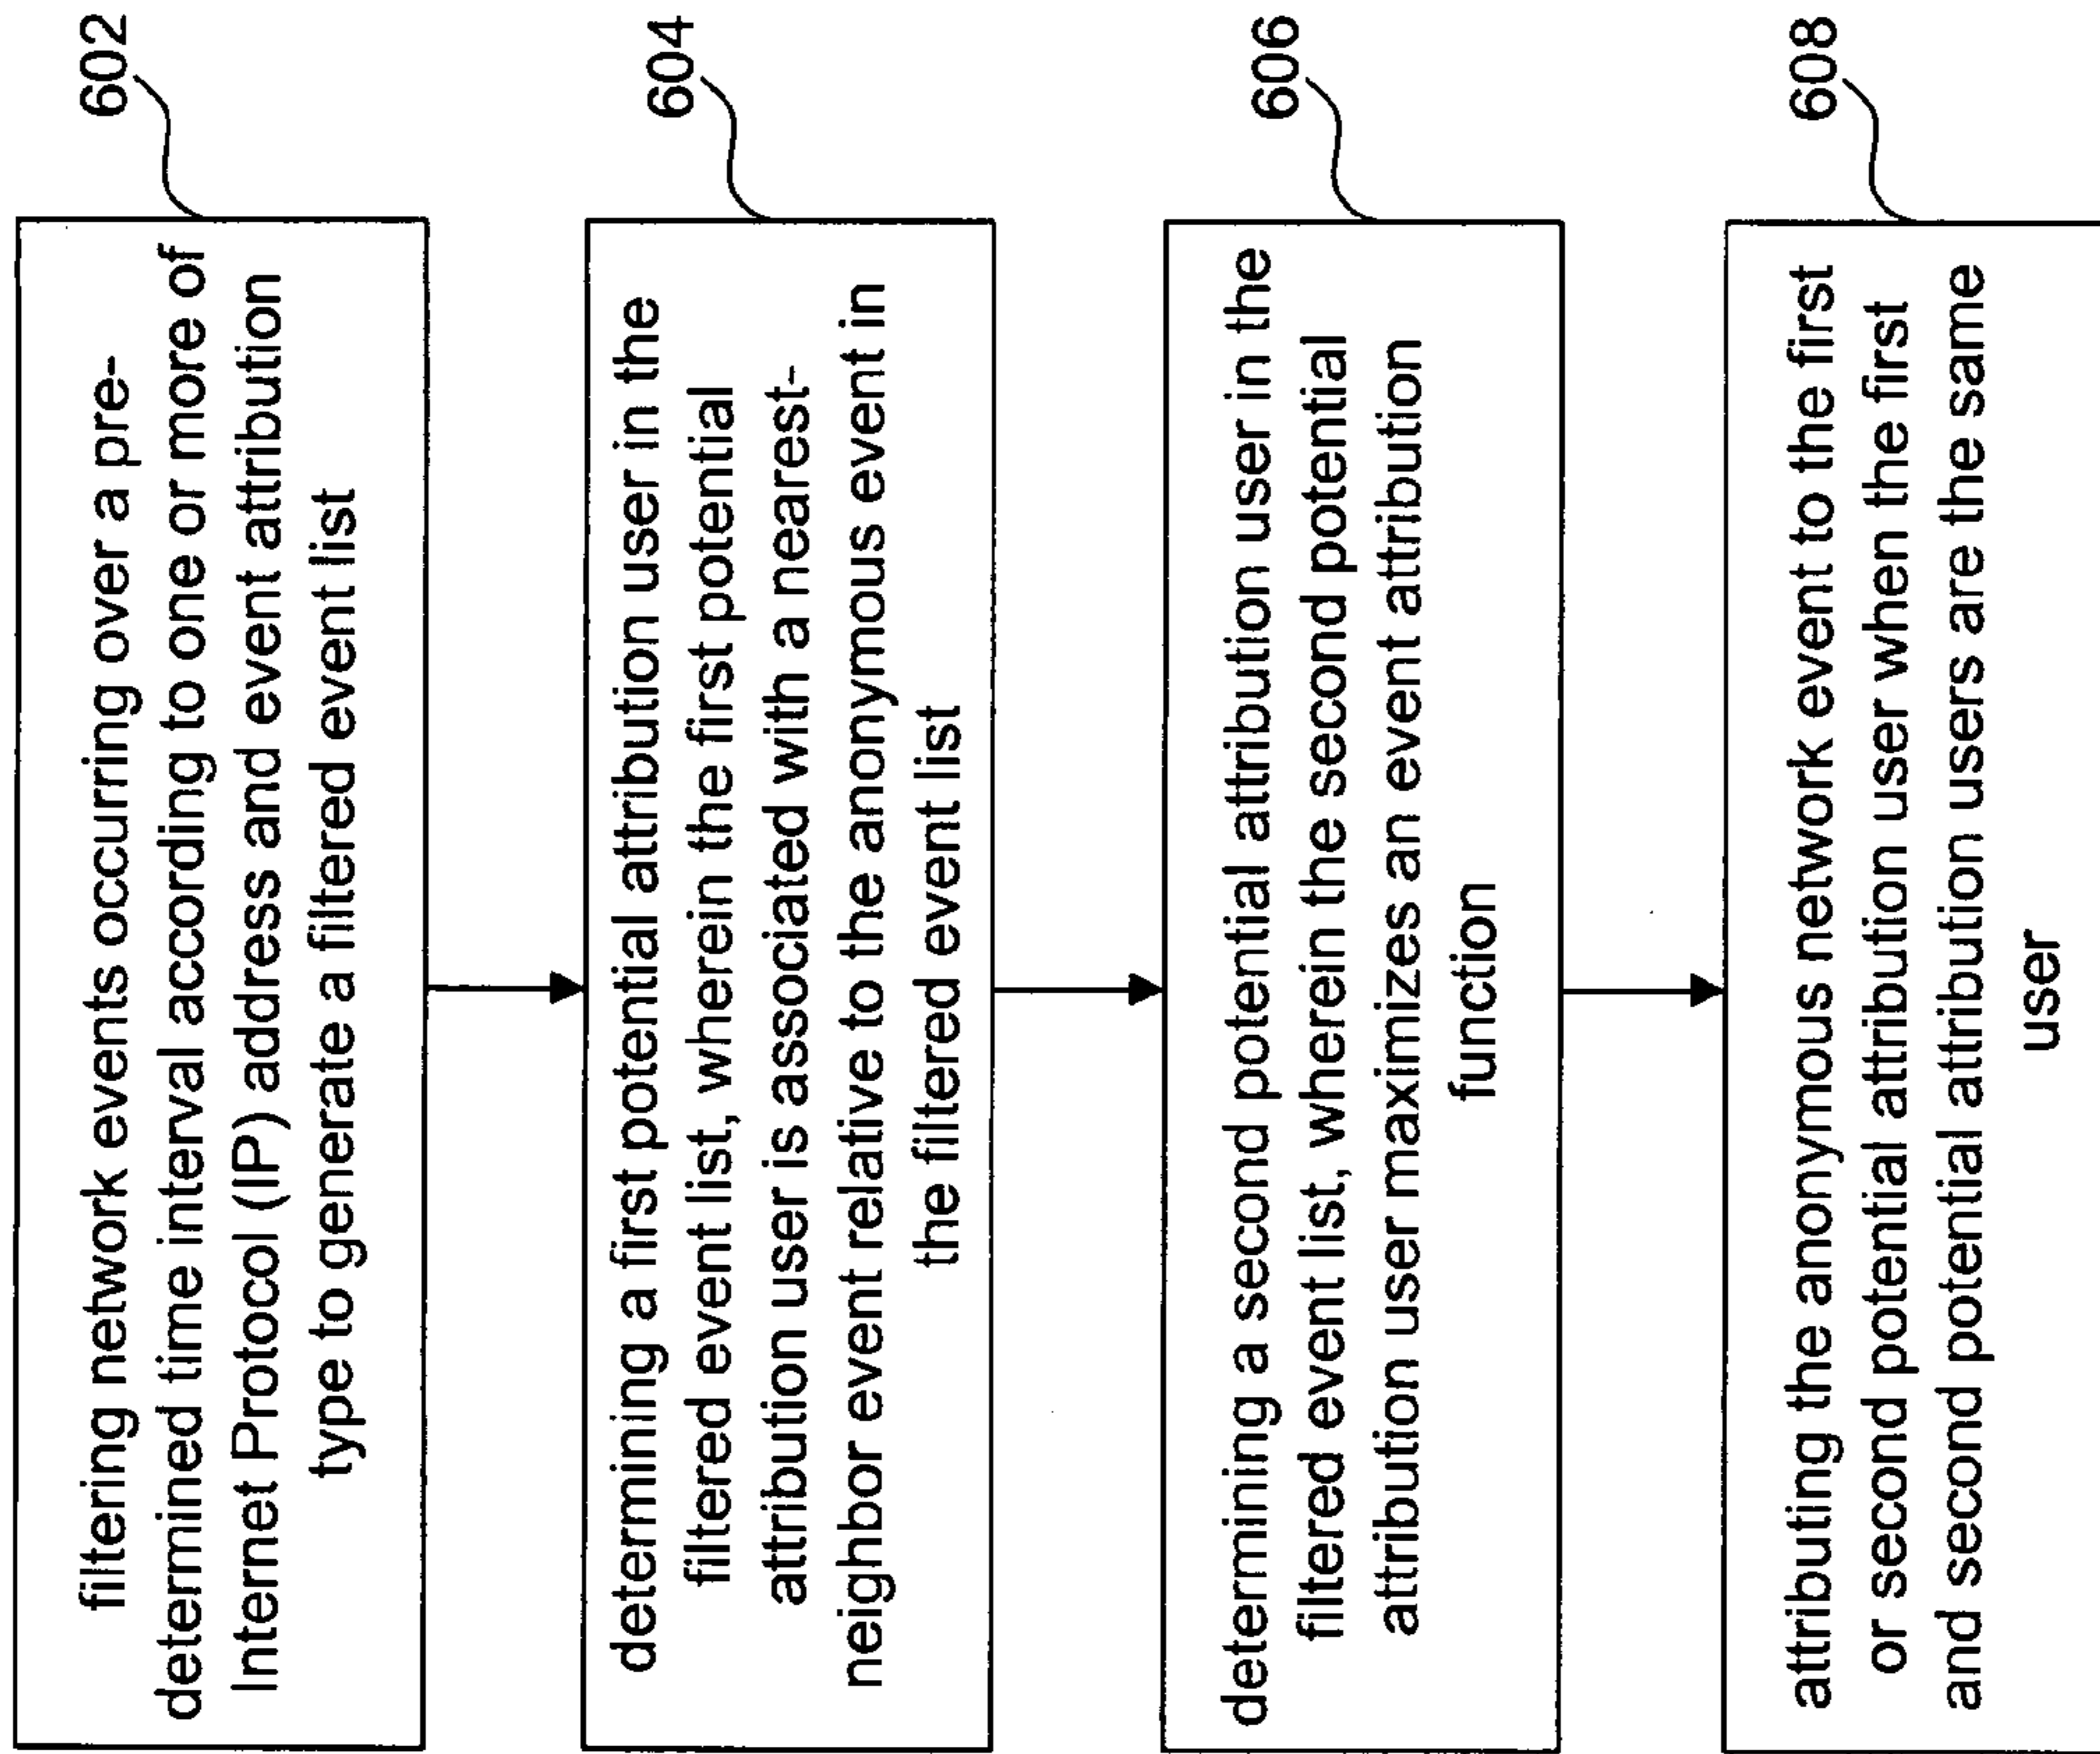 602
filtering network events occurring over a pre-
determined time interval according to one or more of
Internet Protocol (IP) address and event attribution
type to generate a filtered event list
604
determining a first potential attribution user in the
filtered event list, wherein the first potential
attribution user is associated with a nearest-
neighbor event relative to the anonymous event in
the filtered event list
606
determining a second potential attribution user in the
filtered event list, wherein the second potential
attribution user maximizes an event attribution
function
608
attributing the anonymous network event to the first
or second potential attribution user when the first
and second potential attribution users are the same
user